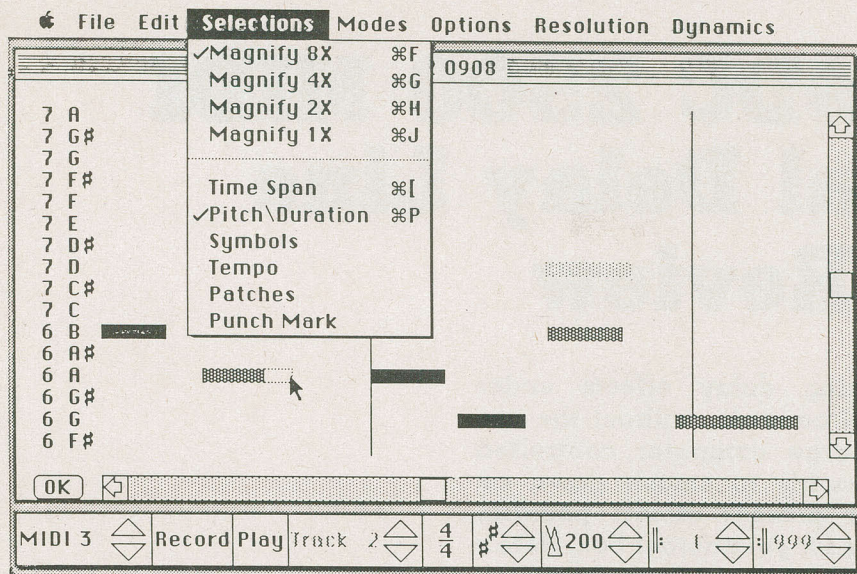 File Edit Selections Modes Options Resolution Dynamics
✓Magnify 8X ⌘F
Magnify 4X ⌘G
Magnify 2X ⌘H
Magnify 1X ⌘J
Time Span ⌘[
✓Pitch\Duration ⌘P
Symbols
Tempo
Patches
Punch Mark
0908
7 A
7 G♯
7 G
7 F♯
7 F
7 E
7 D♯
7 D
7 C♯
7 C
6 B
6 A♯
6 A
6 G♯
6 G
6 F♯
OK
MIDI 3 Record Play Track 2 4/4 ♯♯ 200 𝄆 1 𝄇 999